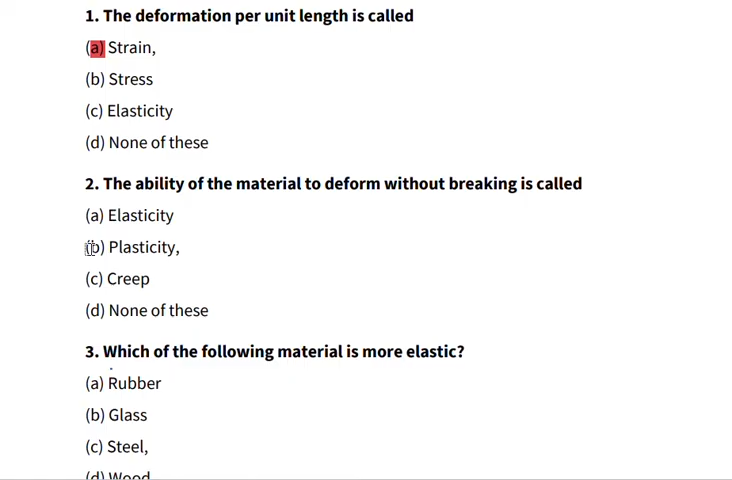 1. The deformation per unit length is called
(a) Strain,
(b) Stress
(c) Elasticity
(d) None of these
2. The ability of the material to deform without breaking is called
(a) Elasticity
(b) Plasticity,
(c) Creep
(d) None of these
3. Which of the following material is more elastic?
(a) Rubber
(b) Glass
(c) Steel,
(d) Wood